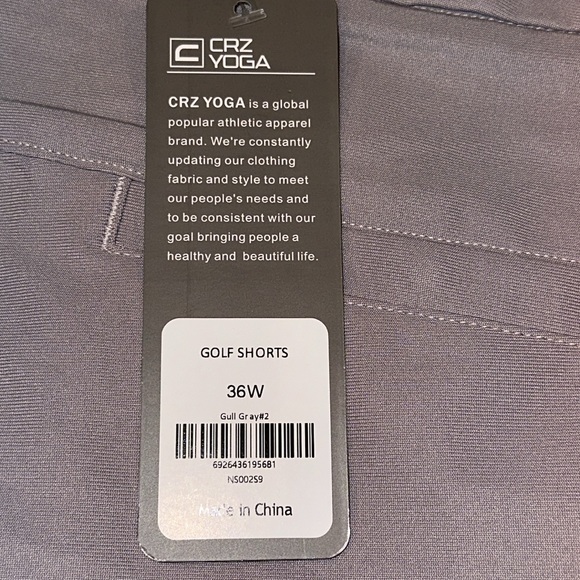 CRZ
YOGA
CRZ YOGA is a global
popular athletic apparel
brand. We're constantly
updating our clothing
fabric and style to meet
our people's needs and
to be consistent with our
goal bringing people a
healthy and beautiful life.
GOLF SHORTS
36W
Gull Gray#2
6926436195681
NS002S9
Made in China